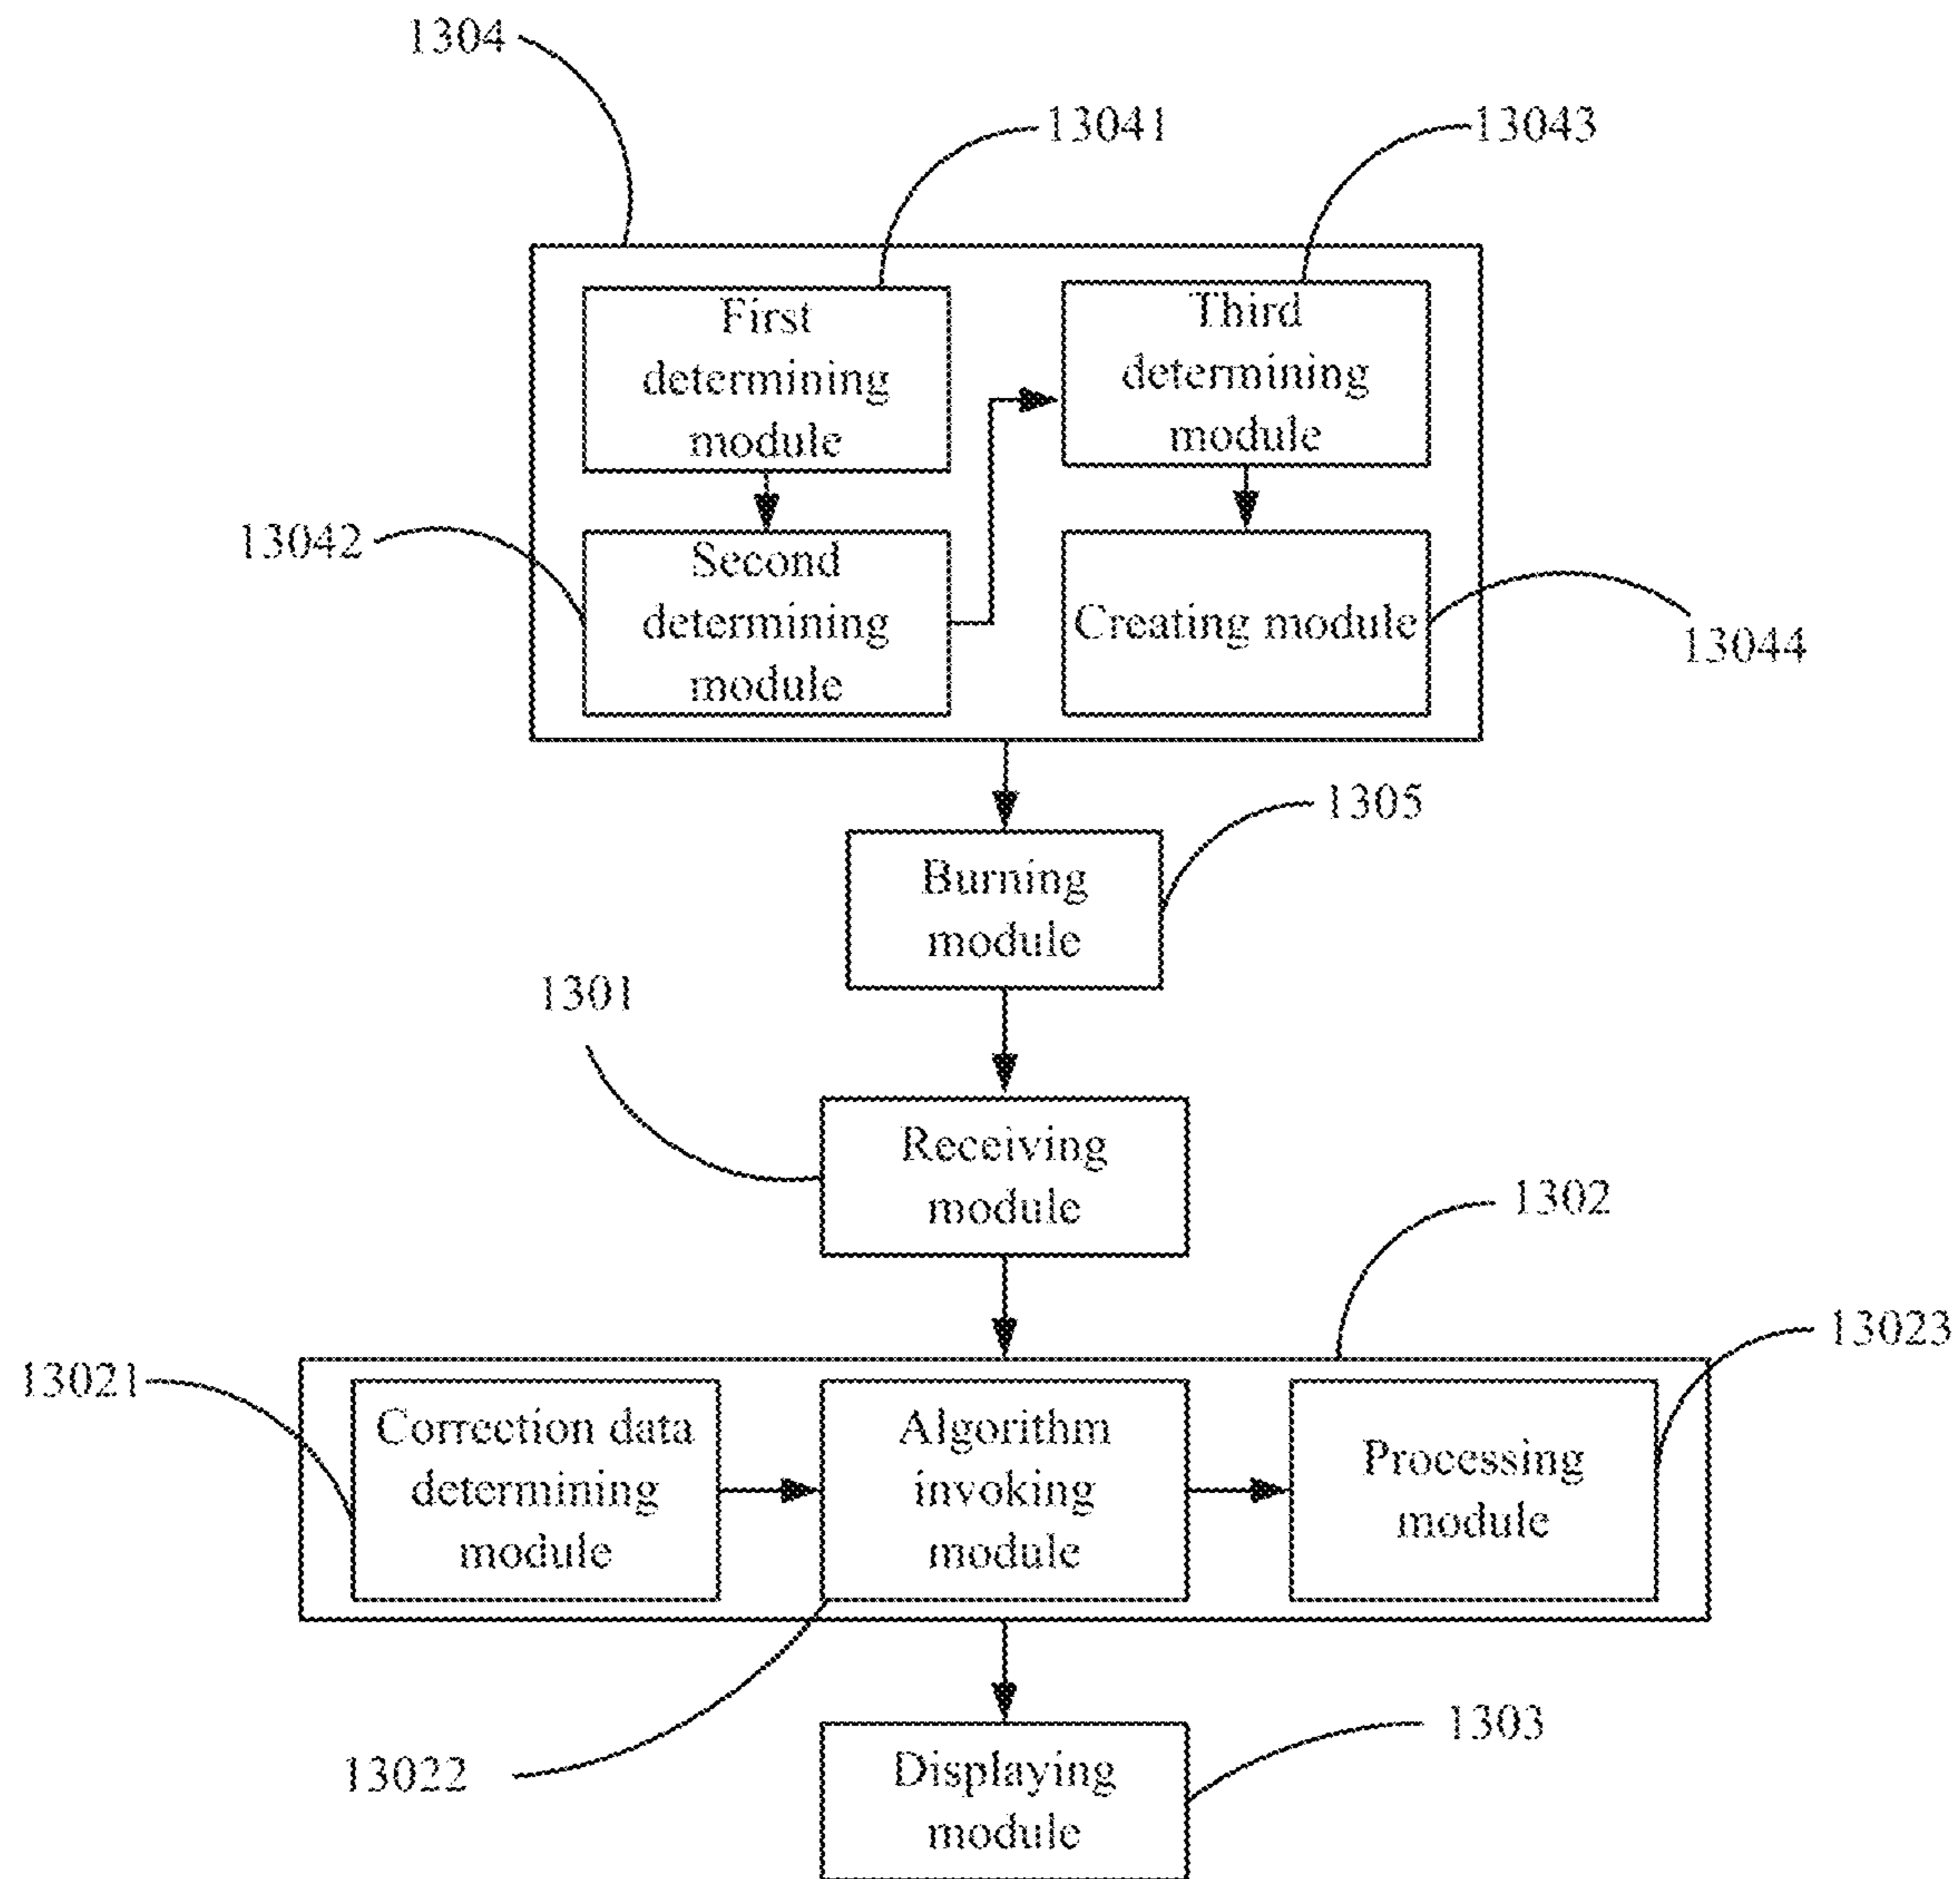 1304
13041
13043
First
determining
module
Third
determining
module
13042
Second
determining
module
Creating module
13044
1305
Burning
module
1301
Receiving
module
1302
13023
13021
Correction data
determining
module
Algorithm
invoking
module
Processing
module
13022
1303
Displaying
module